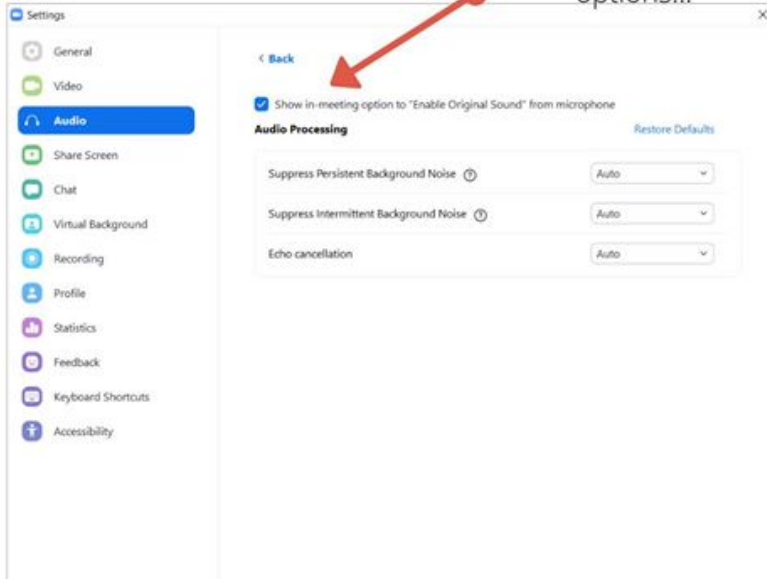 options...
Settings
General
Video
Audio
Share Screen
Chat
Virtual Background
Recording
Profile
Statistics
Feedback
Keyboard Shortcuts
Accessibility
< Back
Show in-meeting option to "Enable Original Sound" from microphone
Audio Processing Restore Defaults
Suppress Persistent Background Noise ? Auto
Suppress Intermittent Background Noise ? Auto
Echo cancellation Auto